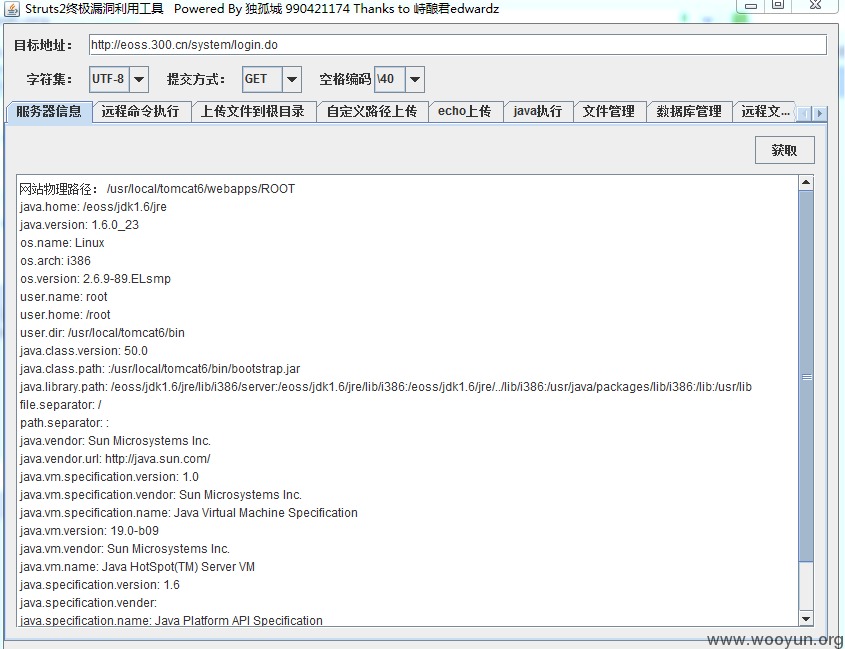 Struts2终极漏洞利用工具 Powered By 独孤城 990421174 Thanks to 峙酿君edwardz
目标地址： http://eoss.300.cn/system/login.do
字符集： UTF-8 提交方式： GET 空格编码 \40
服务器信息 远程命令执行 上传文件到根目录 自定义路径上传 echo上传 java执行 文件管理 数据库管理 远程文...
获取
网站物理路径： /usr/local/tomcat6/webapps/ROOT
java.home: /eoss/jdk1.6/jre
java.version: 1.6.0_23
os.name: Linux
os.arch: i386
os.version: 2.6.9-89.ELsmp
user.name: root
user.home: /root
user.dir: /usr/local/tomcat6/bin
java.class.version: 50.0
java.class.path: :/usr/local/tomcat6/bin/bootstrap.jar
java.library.path: /eoss/jdk1.6/jre/lib/i386/server:/eoss/jdk1.6/jre/lib/i386:/eoss/jdk1.6/jre/../lib/i386:/usr/java/packages/lib/i386:/lib:/usr/lib
file.separator: /
path.separator: :
java.vendor: Sun Microsystems Inc.
java.vendor.url: http://java.sun.com/
java.vm.specification.version: 1.0
java.vm.specification.vendor: Sun Microsystems Inc.
java.vm.specification.name: Java Virtual Machine Specification
java.vm.version: 19.0-b09
java.vm.vendor: Sun Microsystems Inc.
java.vm.name: Java HotSpot(TM) Server VM
java.specification.version: 1.6
java.specification.vender:
java.specification.name: Java Platform API Specification
www.wooyun.org